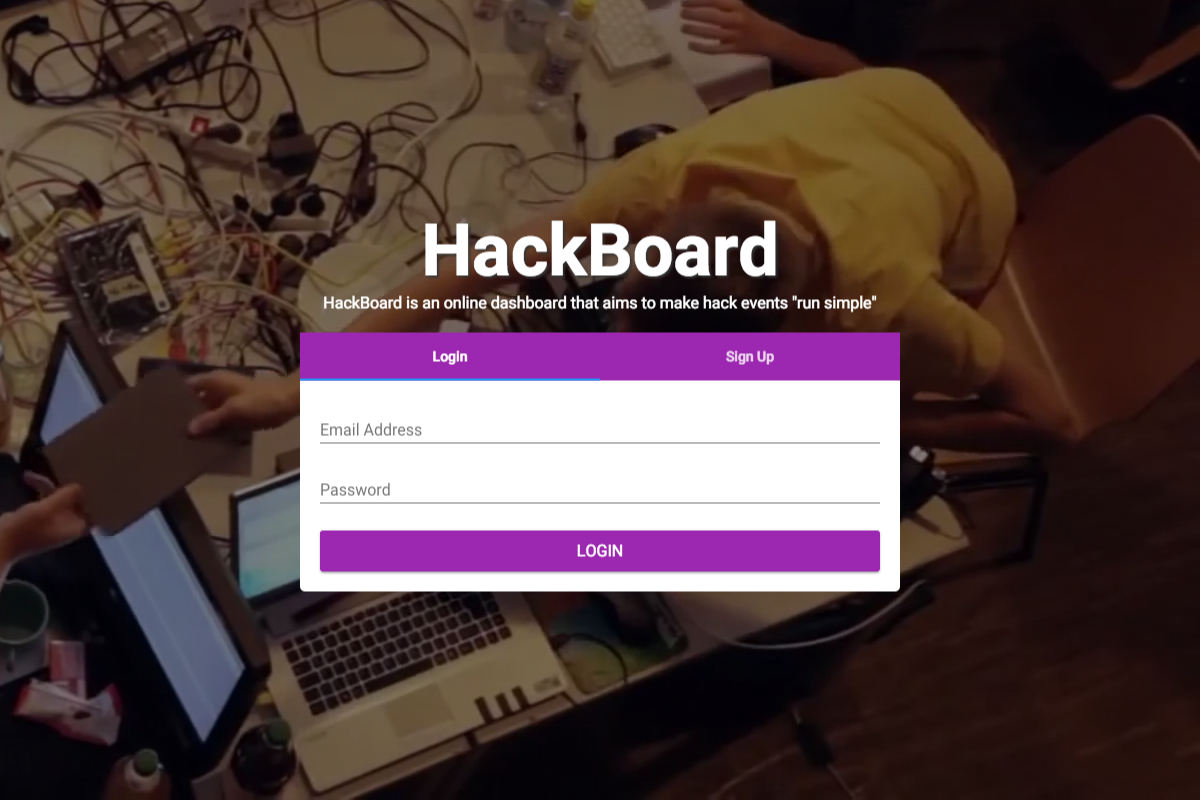 HackBoard
HackBoard is an online dashboard that aims to make hack events "run simple"
Login
Sign Up
Email Address
Password
LOGIN